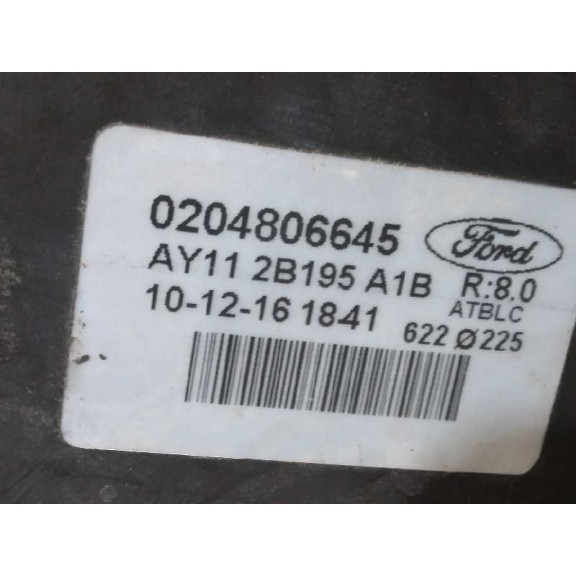 0204806645
Ford
AY11 2B195 A1B R:8.0
ATBLC
10-12-16 1841
622 Ø225